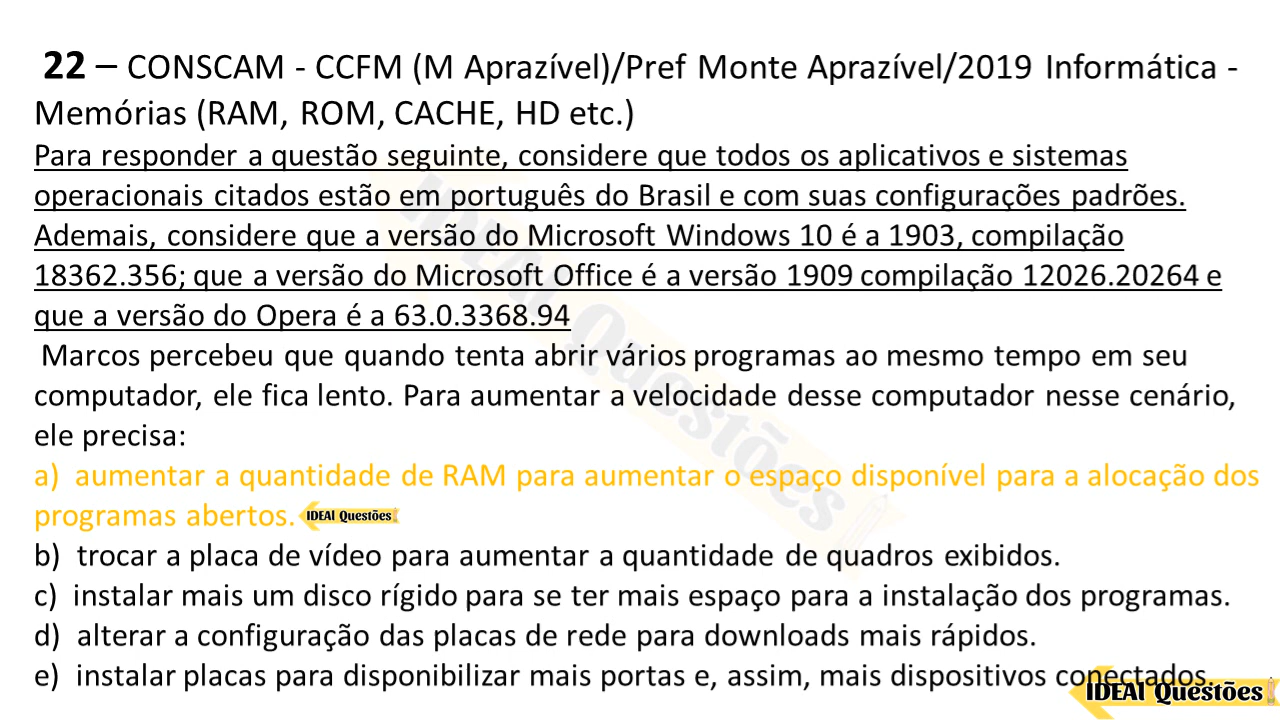 22 – CONSCAM - CCFM (M Aprazível)/Pref Monte Aprazível/2019 Informática -
Memórias (RAM, ROM, CACHE, HD etc.)
Para responder a questão seguinte, considere que todos os aplicativos e sistemas
operacionais citados estão em português do Brasil e com suas configurações padrões.
Ademais, considere que a versão do Microsoft Windows 10 é a 1903, compilação
18362.356; que a versão do Microsoft Office é a versão 1909 compilação 12026.20264 e
que a versão do Opera é a 63.0.3368.94
Marcos percebeu que quando tenta abrir vários programas ao mesmo tempo em seu
computador, ele fica lento. Para aumentar a velocidade desse computador nesse cenário,
ele precisa:
a) aumentar a quantidade de RAM para aumentar o espaço disponível para a alocação dos
programas abertos. IDEAl Questões
b) trocar a placa de vídeo para aumentar a quantidade de quadros exibidos.
c) instalar mais um disco rígido para se ter mais espaço para a instalação dos programas.
d) alterar a configuração das placas de rede para downloads mais rápidos.
e) instalar placas para disponibilizar mais portas e, assim, mais dispositivos conectados.
IDEAl Questões
IDEAl Questões